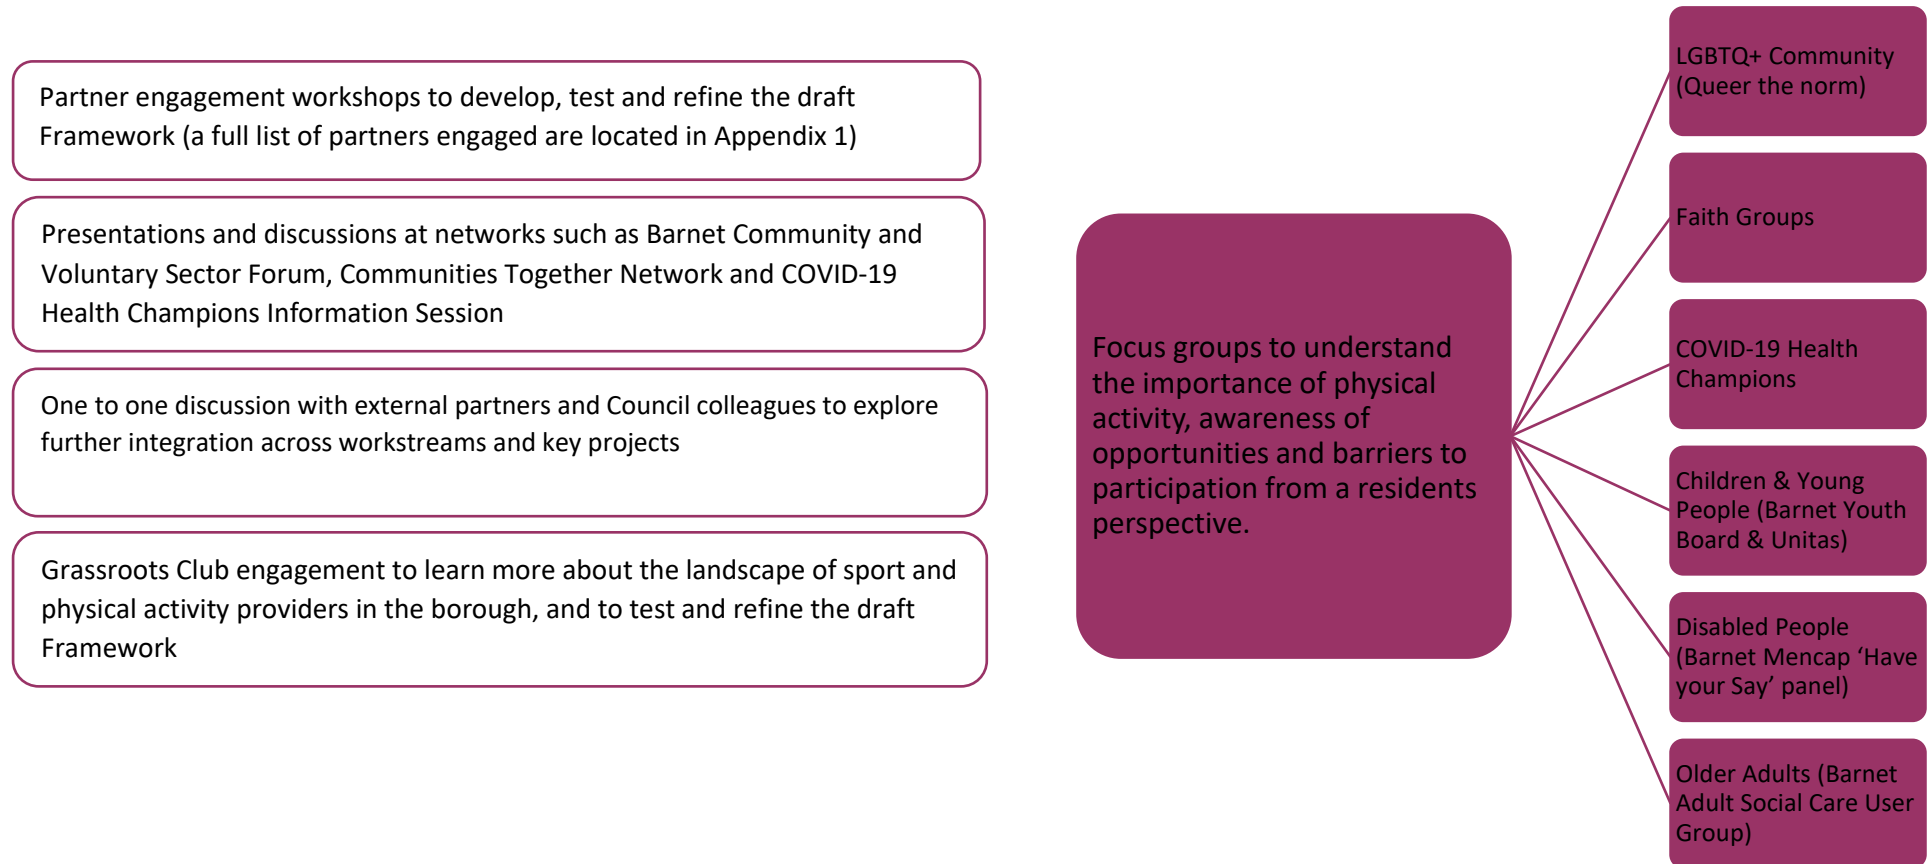 Partner engagement workshops to develop, test and refine the draft
Framework (a full list of partners engaged are located in Appendix 1)
Presentations and discussions at networks such as Barnet Community and
Voluntary Sector Forum, Communities Together Network and COVID-19
Health Champions Information Session
One to one discussion with external partners and Council colleagues to explore
further integration across workstreams and key projects
Grassroots Club engagement to learn more about the landscape of sport and
physical activity providers in the borough, and to test and refine the draft
Framework
Focus groups to understand
the importance of physical
activity, awareness of
opportunities and barriers to
participation from a residents
perspective.
LGBTQ+ Community
(Queer the norm)
Faith Groups
COVID-19 Health
Champions
Children & Young
People (Barnet Youth
Board & Unitas)
Disabled People
(Barnet Mencap ‘Have
your Say’ panel)
Older Adults (Barnet
Adult Social Care User
Group)